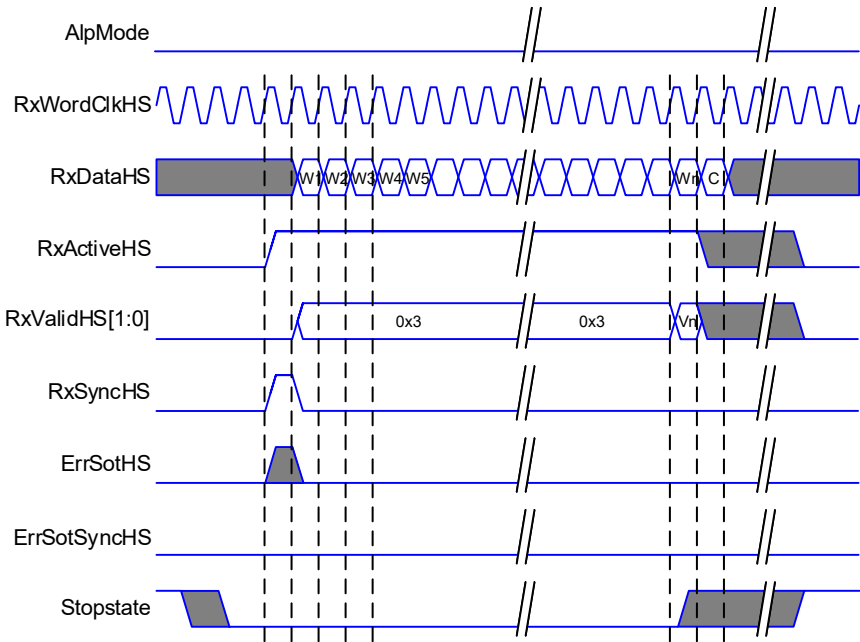 AlpMode
RxWordClkHS
RxDataHS W1 W2 W3 W4 W5 Wn C
RxActiveHS
RxValidHS[1:0] 0x3 0x3 Vn
RxSyncHS
ErrSotHS
ErrSotSyncHS
Stopstate